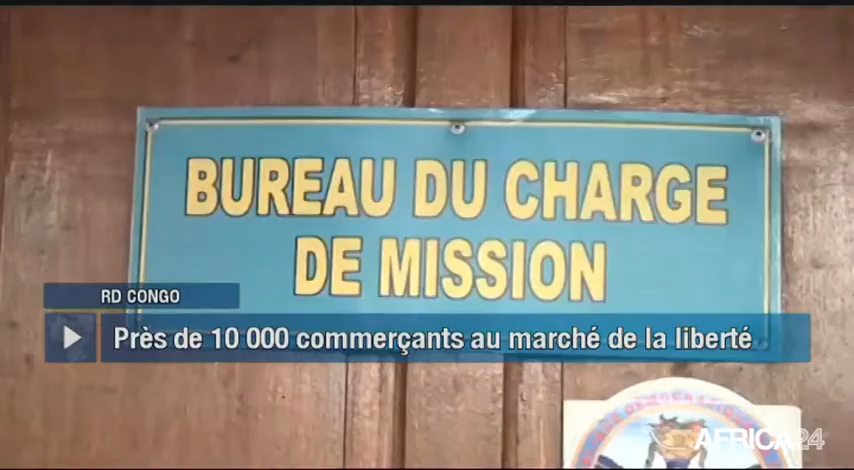 BUREAU DU CHARGE
DE MISSION
RD CONGO
Près de 10 000 commerçants au marché de la liberté
AFRICA24